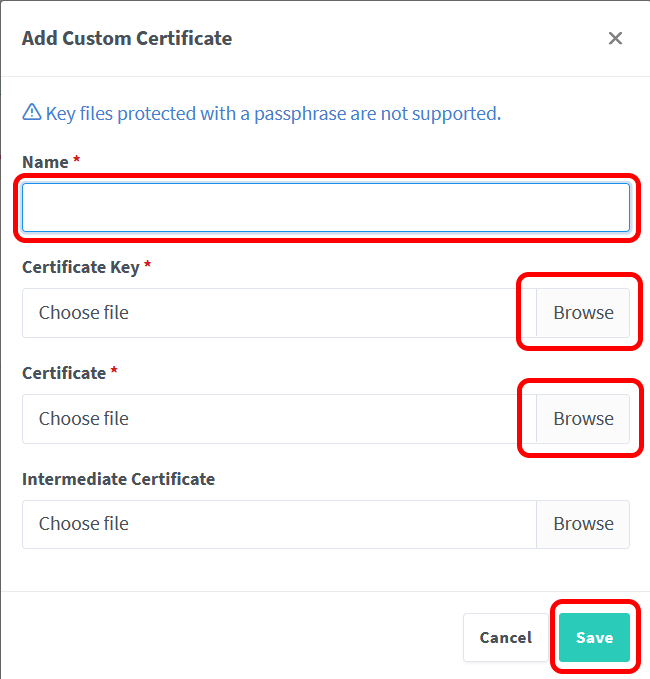 Add Custom Certificate
Key files protected with a passphrase are not supported.
Name *
Certificate Key *
Choose file Browse
Certificate *
Choose file Browse
Intermediate Certificate
Choose file Browse
Cancel Save